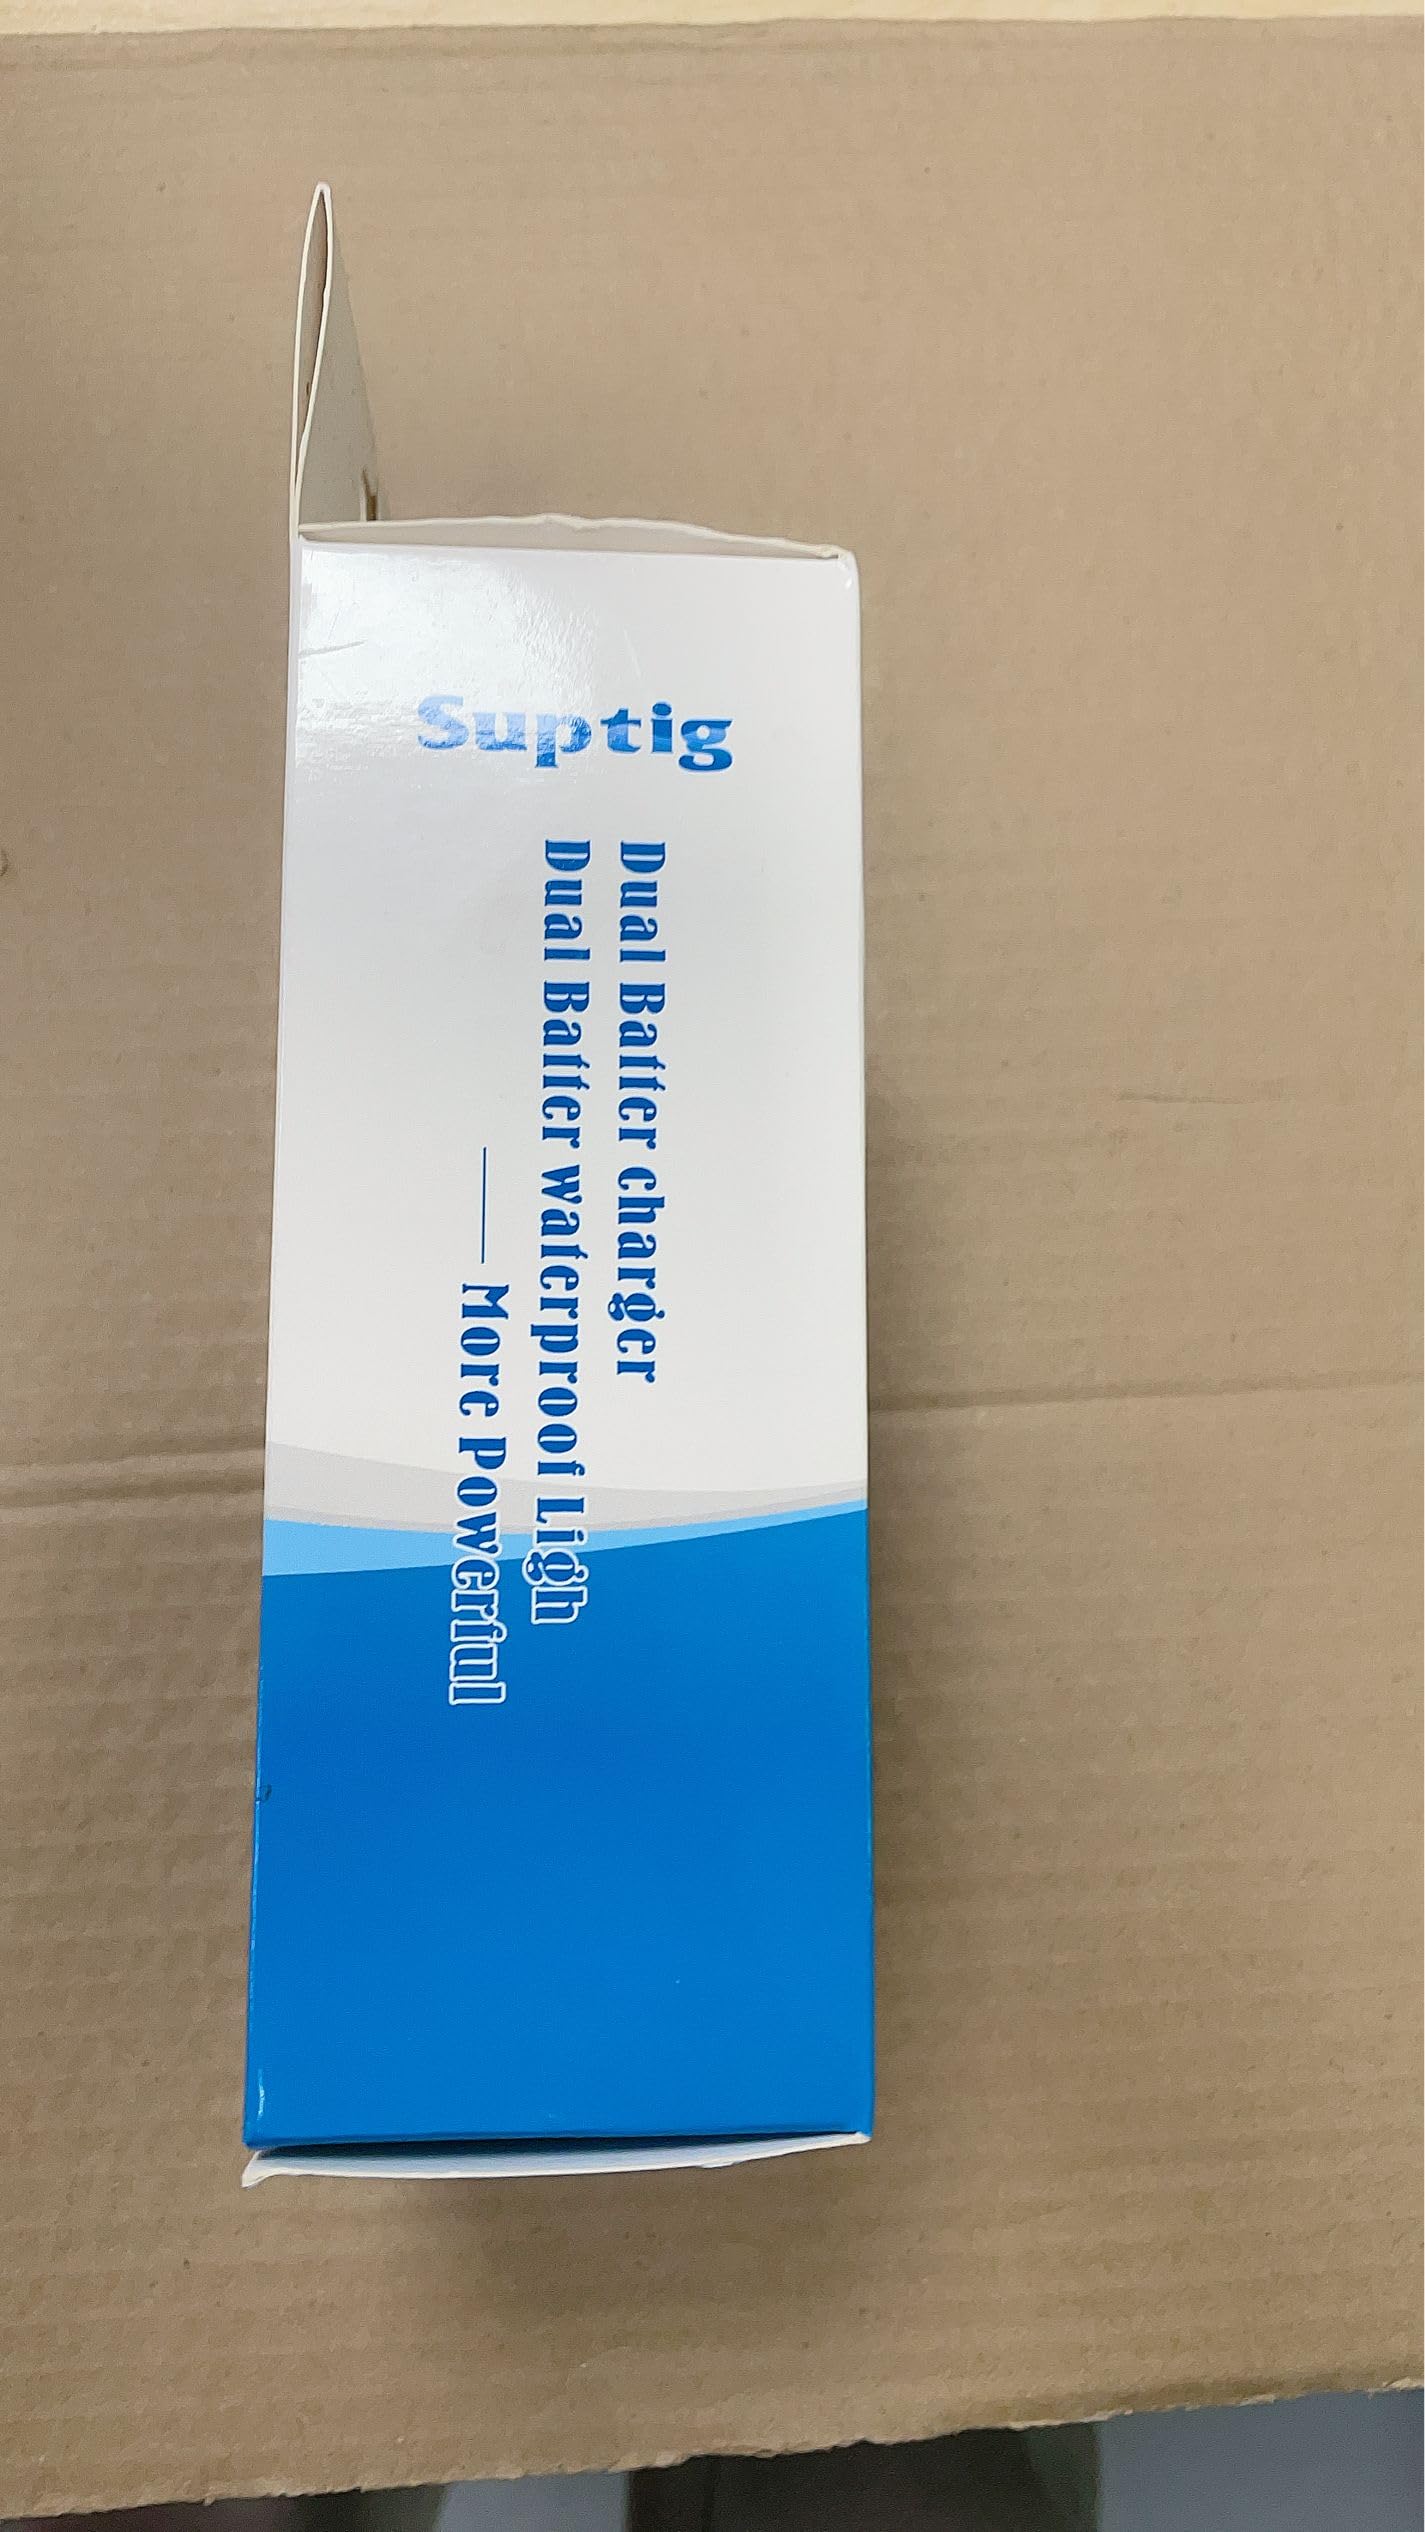 Suptig
Dual Batter charger
Dual Batter waterproof Ligh
—— More Powerful